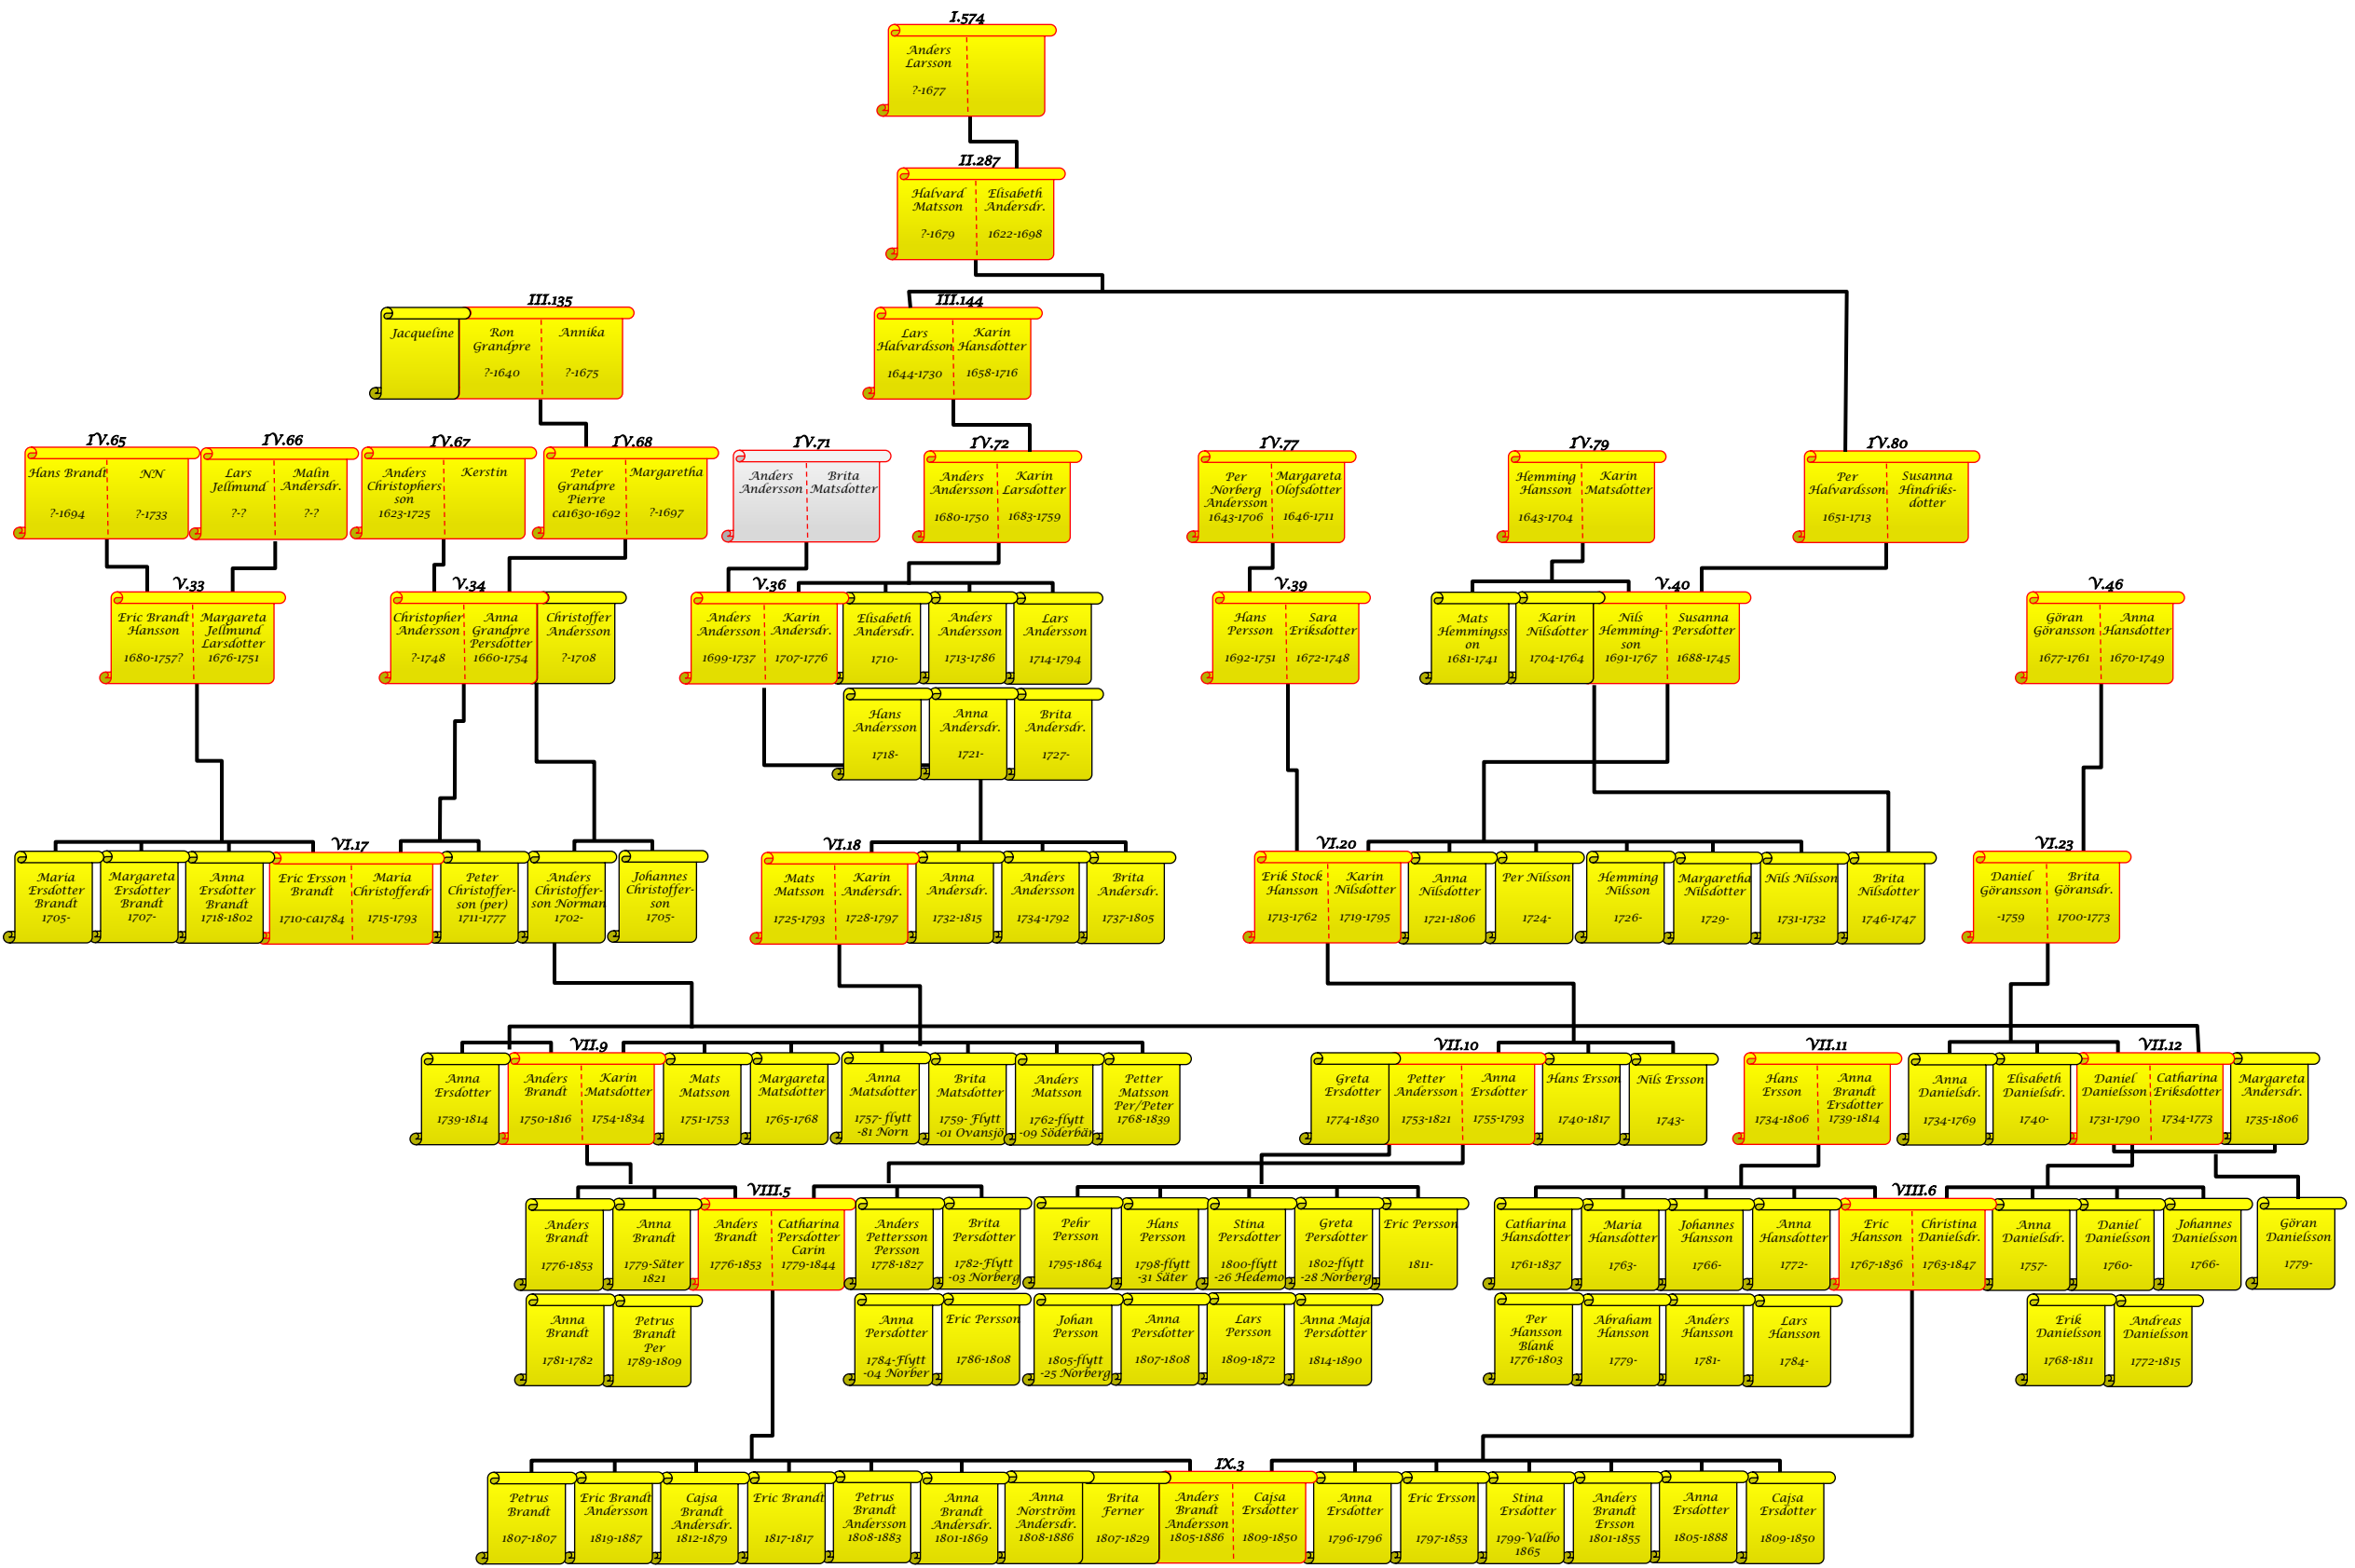 I.574
Anders
Larsson
?-1677
II.287
Halvard
Matsson
?-1679
Elisabeth
Andersdr.
1622-1698
III.135
Jacqueline
Ron
Grandpre
?-1640
Annika
?-1675
III.144
Lars
Halvardsson
1644-1730
Karin
Hansdotter
1658-1716
IV.65
Hans Brandt
?-1694
NN
?-1733
IV.66
Lars
Jellmund
?-?
Malin
Andersdr.
?-?
IV.67
Anders
Christophers
son
1623-1725
Kerstin
IV.68
Peter
Grandpre
Pierre
ca1630-1692
Margaretha
?-1697
IV.71
Anders
Andersson
Brita
Matsdotter
IV.72
Anders
Andersson
1680-1750
Karin
Larsdotter
1683-1759
IV.77
Per
Norberg
Andersson
1643-1706
Margareta
Olofsdotter
1646-1711
IV.79
Hemming
Hansson
1643-1704
Karin
Matsdotter
IV.80
Per
Halvardsson
1651-1713
Susanna
Hindriks-
dotter
V.33
Eric Brandt
Hansson
1680-1757?
Margareta
Jellmund
Larsdotter
1676-1751
V.34
Christopher
Andersson
?-1748
Anna
Grandpre
Persdotter
1660-1754
Christoffer
Andersson
?-1708
V.36
Anders
Andersson
1699-1737
Karin
Andersdr.
1707-1776
Elisabeth
Andersdr.
1710-
Anders
Andersson
1713-1786
Lars
Andersson
1714-1794
Hans
Andersson
1718-
Anna
Andersdr.
1721-
Brita
Andersdr.
1727-
V.39
Hans
Persson
1692-1751
Sara
Eriksdotter
1672-1748
V.40
Mats
Hemmingss
on
1681-1741
Karin
Nilsdotter
1704-1764
Nils
Hemming-
son
1691-1767
Susanna
Persdotter
1688-1745
V.46
Göran
Göransson
1677-1761
Anna
Hansdotter
1670-1749
VI.17
Maria
Ersdotter
Brandt
1705-
Margareta
Ersdotter
Brandt
1707-
Anna
Ersdotter
Brandt
1718-1802
Eric Ersson
Brandt
1710-ca1784
Maria
Christofferdr
1715-1793
Peter
Christoffer-
son (per)
1711-1777
Anders
Christoffer-
son Norman
1702-
Johannes
Christoffer-
son
1705-
VI.18
Mats
Matsson
1725-1793
Karin
Andersdr.
1728-1797
Anna
Andersdr.
1732-1815
Anders
Andersson
1734-1792
Brita
Andersdr.
1737-1805
VI.20
Erik Stock
Hansson
1713-1762
Karin
Nilsdotter
1719-1795
Anna
Nilsdotter
1721-1806
Per Nilsson
1724-
Hemming
Nilsson
1726-
Margaretha
Nilsdotter
1729-
Nils Nilsson
1731-1732
Brita
Nilsdotter
1746-1747
VI.23
Daniel
Göransson
-1759
Brita
Göransdr.
1700-1773
VII.9
Anna
Ersdotter
1739-1814
Anders
Brandt
1750-1816
Karin
Matsdotter
1754-1834
Mats
Matsson
1751-1753
Margareta
Matsdotter
1765-1768
Anna
Matsdotter
1757- flytt
-81 Norn
Brita
Matsdotter
1759- Flytt
-01 Ovansjö
Anders
Matsson
1762-flytt
-09 Söderbär
Petter
Matsson
Per/Peter
1768-1839
VII.10
Greta
Ersdotter
1774-1830
Petter
Andersson
1753-1821
Anna
Ersdotter
1755-1793
Hans Ersson
1740-1817
Nils Ersson
1743-
VII.11
Hans
Ersson
1734-1806
Anna
Brandt
Ersdotter
1739-1814
VII.12
Anna
Danielsdr.
1734-1769
Elisabeth
Danielsdr.
1740-
Daniel
Danielsson
1731-1790
Catharina
Eriksdotter
1734-1773
Margareta
Andersdr.
1735-1806
VIII.5
Anders
Brandt
1776-1853
Anna
Brandt
1779-Säter
1821
Anders
Brandt
1776-1853
Catharina
Persdotter
Carin
1779-1844
Anders
Pettersson
Persson
1778-1827
Brita
Persdotter
1782-Flytt
-03 Norberg
Pehr
Persson
1795-1864
Hans
Persson
1798-flytt
-31 Säter
Stina
Persdotter
1800-flytt
-26 Hedemo
Greta
Persdotter
1802-flytt
-28 Norberg
Eric Persson
1811-
VIII.6
Catharina
Hansdotter
1761-1837
Maria
Hansdotter
1763-
Johannes
Hansson
1766-
Anna
Hansdotter
1772-
Eric
Hansson
1767-1836
Christina
Danielsdr.
1763-1847
Anna
Danielsdr.
1757-
Daniel
Danielsson
1760-
Johannes
Danielsson
1766-
Göran
Danielsson
1779-
Anna
Brandt
1781-1782
Petrus
Brandt
Per
1789-1809
Anna
Persdotter
1784-Flytt
-04 Norber
Eric Persson
1786-1808
Johan
Persson
1805-flytt
-25 Norberg
Anna
Persdotter
1807-1808
Lars
Persson
1809-1872
Anna Maja
Persdotter
1814-1890
Per
Hansson
Blank
1776-1803
Abraham
Hansson
1779-
Anders
Hansson
1781-
Lars
Hansson
1784-
Erik
Danielsson
1768-1811
Andreas
Danielsson
1772-1815
IX.3
Petrus
Brandt
1807-1807
Eric Brandt
Andersson
1819-1887
Cajsa
Brandt
Andersdr.
1812-1879
Eric Brandt
1817-1817
Petrus
Brandt
Andersson
1808-1883
Anna
Brandt
Andersdr.
1801-1869
Anna
Norström
Andersdr.
1808-1886
Brita
Ferner
1807-1829
Anders
Brandt
Andersson
1805-1886
Cajsa
Ersdotter
1809-1850
Anna
Ersdotter
1796-1796
Eric Ersson
1797-1853
Stina
Ersdotter
1799-Valbo
1865
Anders
Brandt
Ersson
1801-1855
Anna
Ersdotter
1805-1888
Cajsa
Ersdotter
1809-1850